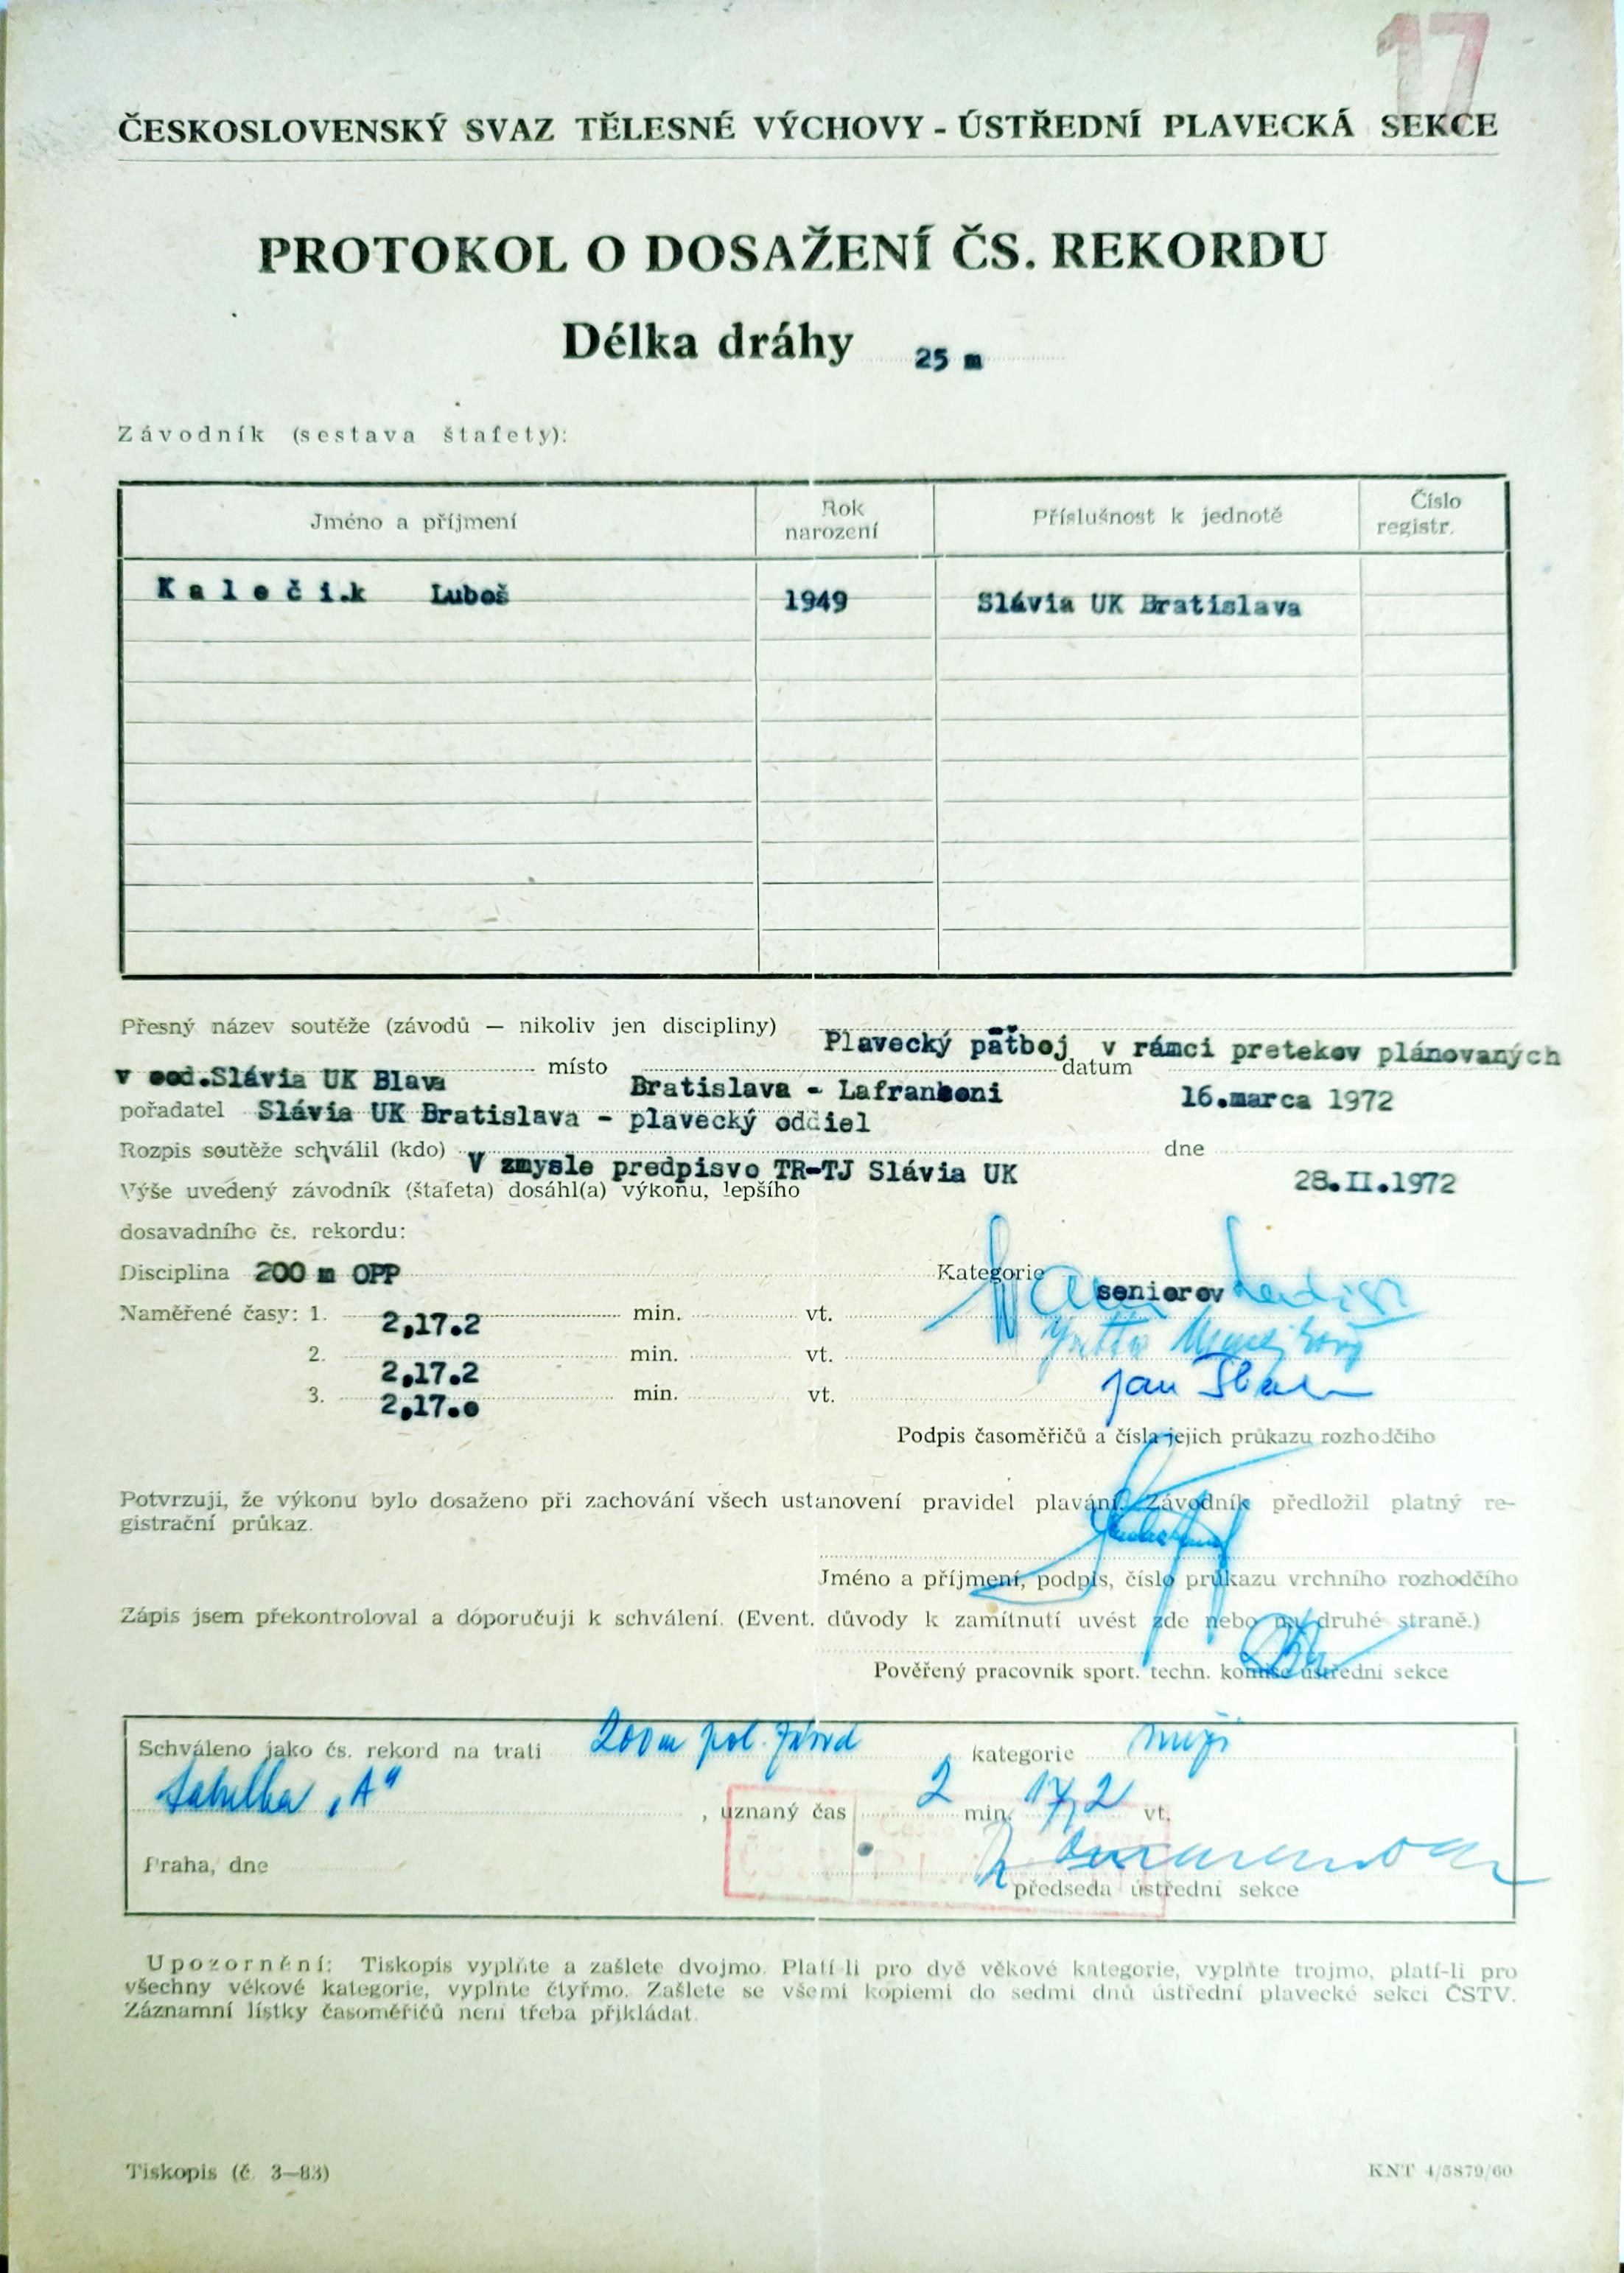 17
ČESKOSLOVENSKÝ SVAZ TĚLESNÉ VÝCHOVY - ÚSTŘEDNÍ PLAVECKÁ SEKCE
PROTOKOL O DOSAŽENÍ ČS. REKORDU
Délka dráhy 25 m
Závodník (sestava štafety):
Jméno a příjmení Rok narození Příslušnost k jednotě Číslo registr.
K a l e č i.k Luboš 1949 Slávia UK Bratislava
Přesný název soutěže (závodů — nikoliv jen discipliny) Plavecký päťboj v rámci pretekov plánovaných
v ood.Slávia UK Blava místo Bratislava - Lafranconi datum 16.marca 1972
pořadatel Slávia UK Bratislava - plavecký oddiel
Rozpis soutěže schválil (kdo) V zmysle predpisvo TR-TJ Slávia UK dne 28.II.1972
Výše uvedený závodník (štafeta) dosáhl(a) výkonu, lepšího
dosavadního čs. rekordu:
Disciplina 200 m OPP Kategorie seniorov
Naměřené časy: 1. 2,17.2 min. vt.
2. 2,17.2 min. vt.
3. 2,17.0 min. vt. Jan
Podpis časoměřičů a čísla jejich průkazu rozhodčího
Potvrzuji, že výkonu bylo dosaženo při zachování všech ustanovení pravidel plavání. Závodník předložil platný re-
gistrační průkaz.
Jméno a příjmení, podpis, číslo průkazu vrchního rozhodčího
Zápis jsem překontroloval a doporučuji k schválení. (Event. důvody k zamítnutí uvést zde nebo na druhé straně.)
Pověřený pracovník sport. techn. komise ústřední sekce
Schváleno jako čs. rekord na trati 200m pol. závod kategorie muži
tabulka "A" , uznaný čas 2 min. 17,2 vt.
Praha, dne
předseda ústřední sekce
Upozornění: Tiskopis vyplňte a zašlete dvojmo. Platí-li pro dvě věkové kategorie, vyplňte trojmo, platí-li pro
všechny věkové kategorie, vyplňte čtyřmo. Zašlete se všemi kopiemi do sedmi dnů ústřední plavecké sekci ČSTV.
Záznamní lístky časoměřičů není třeba přikládat.
Tiskopis (č. 3—83) KNT 4/5879/60